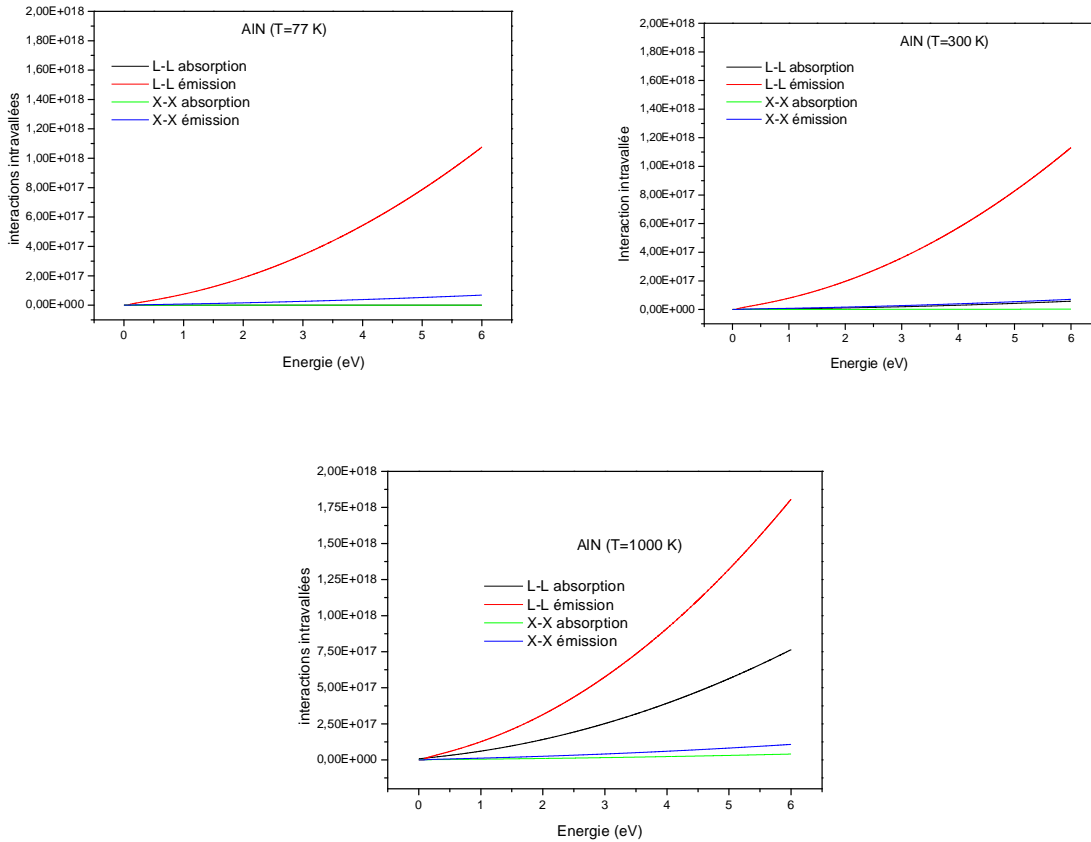 AlN (T=77 K)
L-L absorption
L-L émission
X-X absorption
X-X émission
2,00E+018
1,80E+018
1,60E+018
1,40E+018
1,20E+018
1,00E+018
8,00E+017
6,00E+017
4,00E+017
2,00E+017
0,00E+000
interactions intravallées
0 1 2 3 4 5 6
Energie (eV)
AlN (T=300 K)
L-L absorption
L-L émission
X-X absorption
X-X émission
2,00E+018
1,80E+018
1,60E+018
1,40E+018
1,20E+018
1,00E+018
8,00E+017
6,00E+017
4,00E+017
2,00E+017
0,00E+000
Interaction intravallée
0 1 2 3 4 5 6
Energie (eV)
AlN (T=1000 K)
L-L absorption
L-L émission
X-X absorption
X-X émission
2,00E+018
1,75E+018
1,50E+018
1,25E+018
1,00E+018
7,50E+017
5,00E+017
2,50E+017
0,00E+000
interactions intravallées
0 1 2 3 4 5 6
Energie (eV)